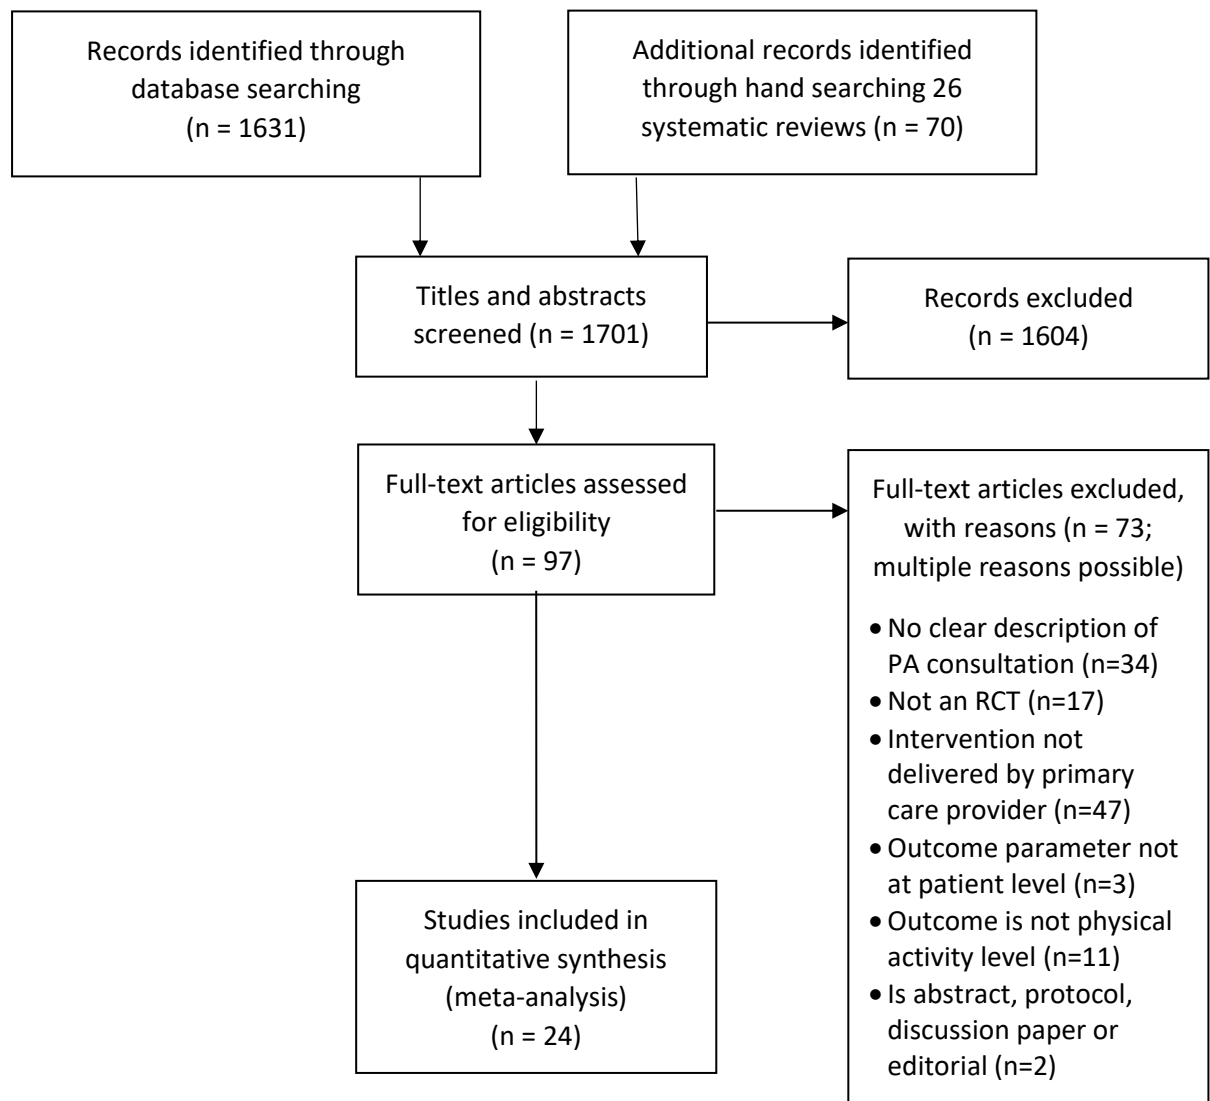 Records identified through
database searching
(n = 1631)
Additional records identified
through hand searching 26
systematic reviews (n = 70)
Titles and abstracts
screened (n = 1701)
Records excluded
(n = 1604)
Full-text articles assessed
for eligibility
(n = 97)
Full-text articles excluded,
with reasons (n = 73;
multiple reasons possible)
• No clear description of
PA consultation (n=34)
• Not an RCT (n=17)
• Intervention not
delivered by primary
care provider (n=47)
• Outcome parameter not
at patient level (n=3)
• Outcome is not physical
activity level (n=11)
• Is abstract, protocol,
discussion paper or
editorial (n=2)
Studies included in
quantitative synthesis
(meta-analysis)
(n = 24)